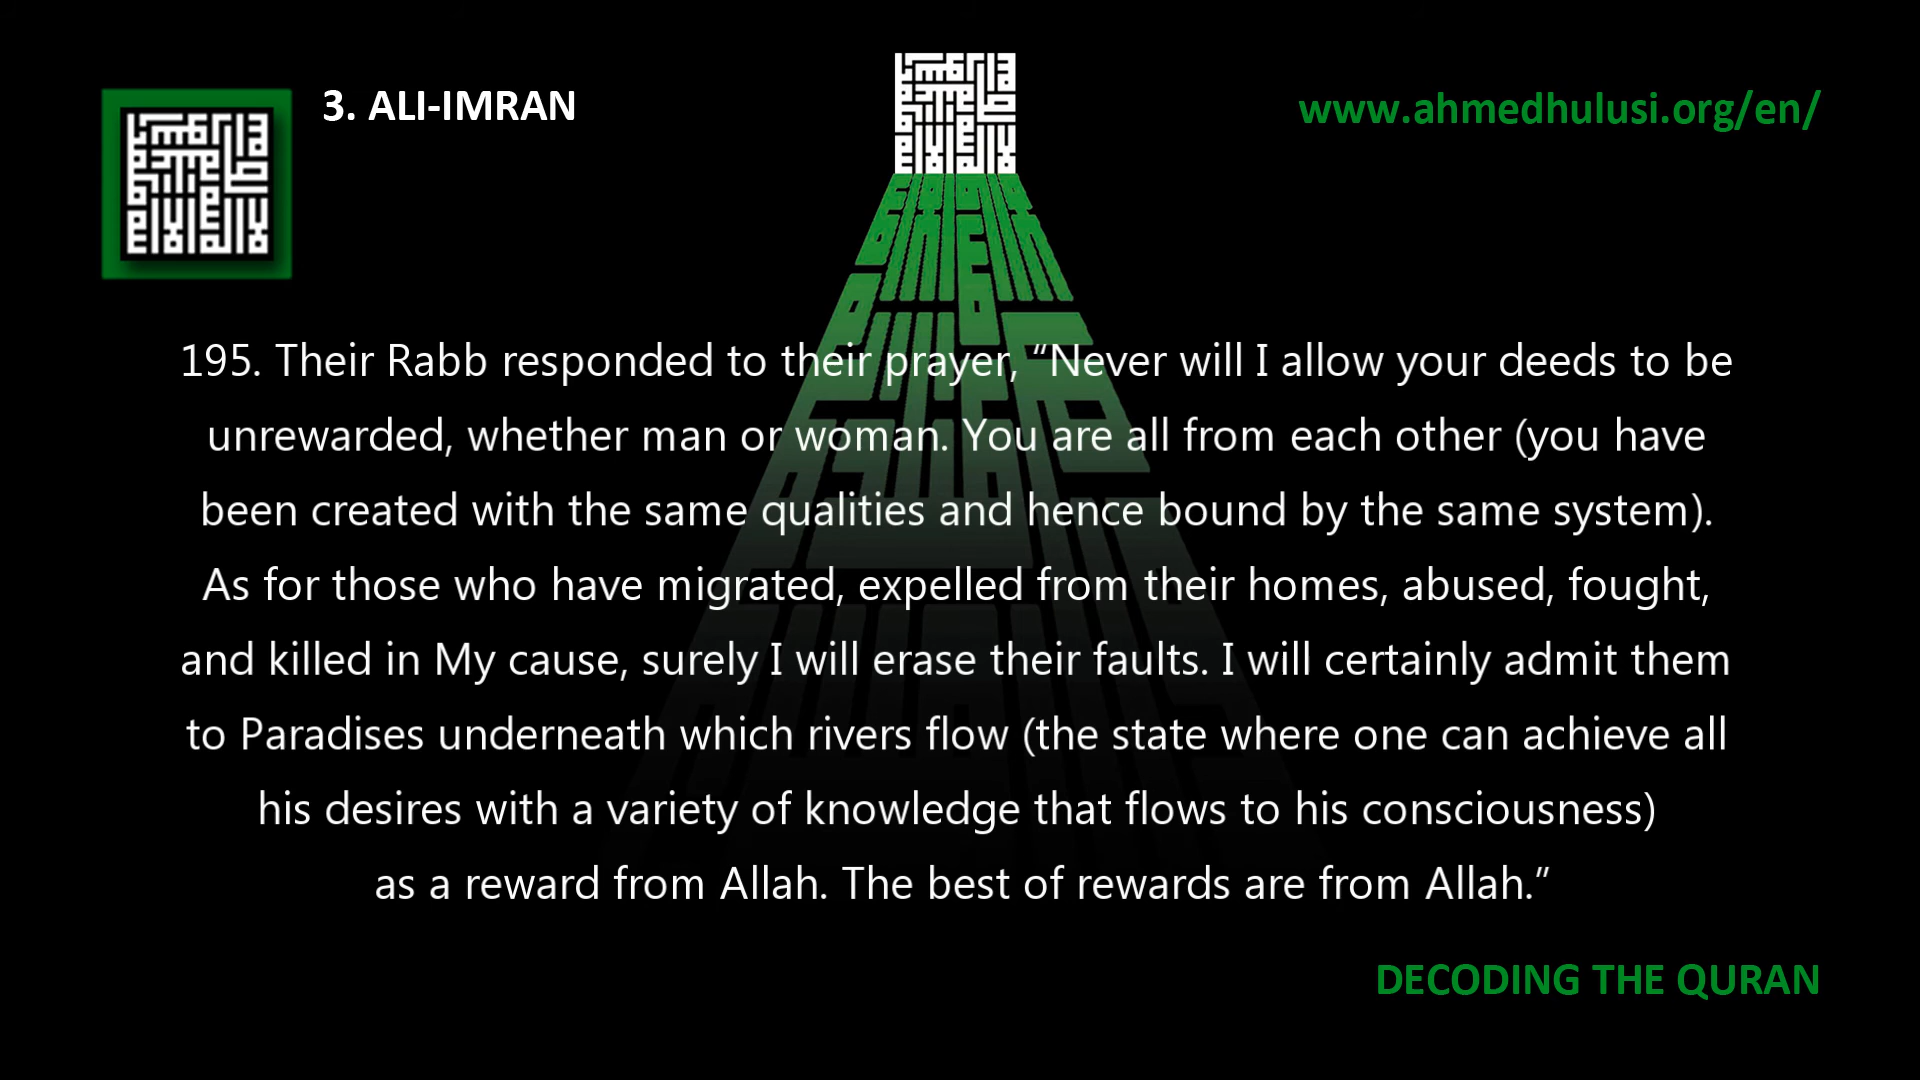 3. ALI-IMRAN
www.ahmedhulusi.org/en/
195. Their Rabb responded to their prayer, “Never will I allow your deeds to be
unrewarded, whether man or woman. You are all from each other (you have
been created with the same qualities and hence bound by the same system).
As for those who have migrated, expelled from their homes, abused, fought,
and killed in My cause, surely I will erase their faults. I will certainly admit them
to Paradises underneath which rivers flow (the state where one can achieve all
his desires with a variety of knowledge that flows to his consciousness)
as a reward from Allah. The best of rewards are from Allah.”
DECODING THE QURAN